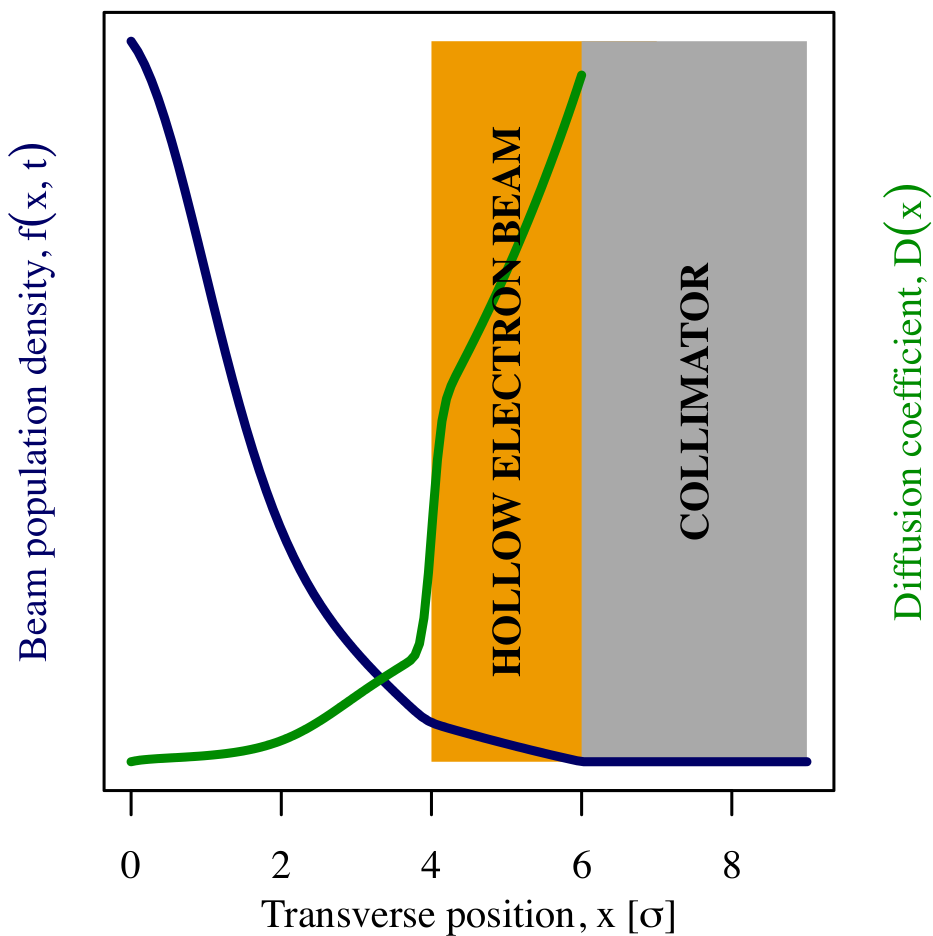 Beam population density, f(x, t)
HOLLOW ELECTRON BEAM
COLLIMATOR
Diffusion coefficient, D(x)
0 2 4 6 8
Transverse position, x [σ]